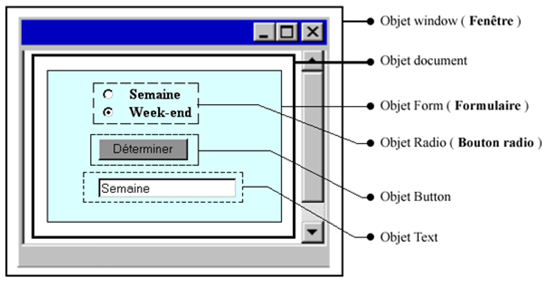 Objet window ( Fenêtre )
Objet document
Semaine
Week-end
Objet Form ( Formulaire )
Objet Radio ( Bouton radio )
Déterminer
Semaine
Objet Button
Objet Text